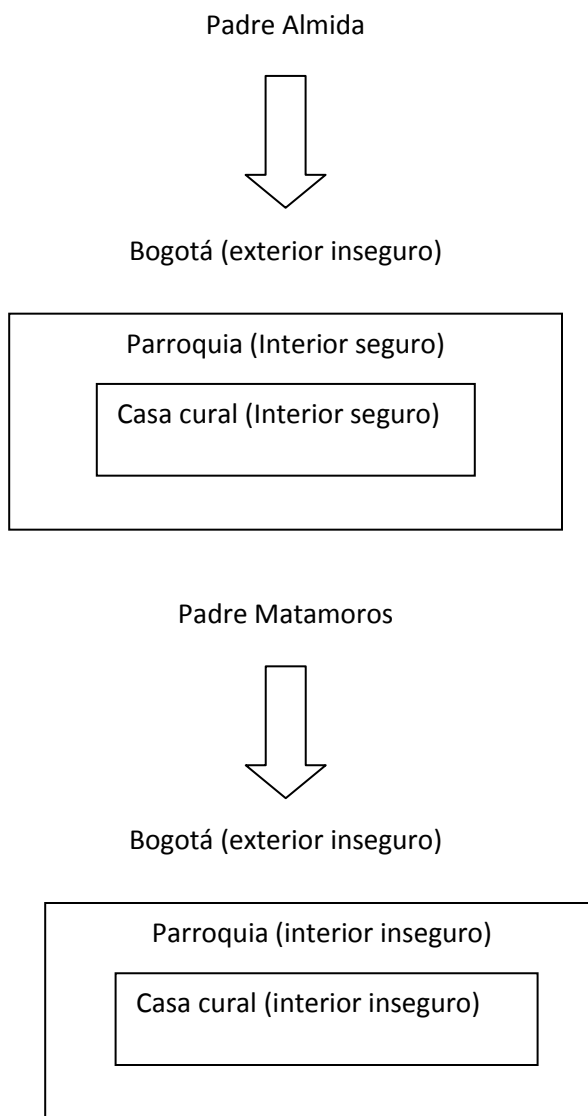 Padre Almida
Bogotá (exterior inseguro)
Parroquia (Interior seguro)
Casa cural (Interior seguro)
Padre Matamoros
Bogotá (exterior inseguro)
Parroquia (interior inseguro)
Casa cural (interior inseguro)